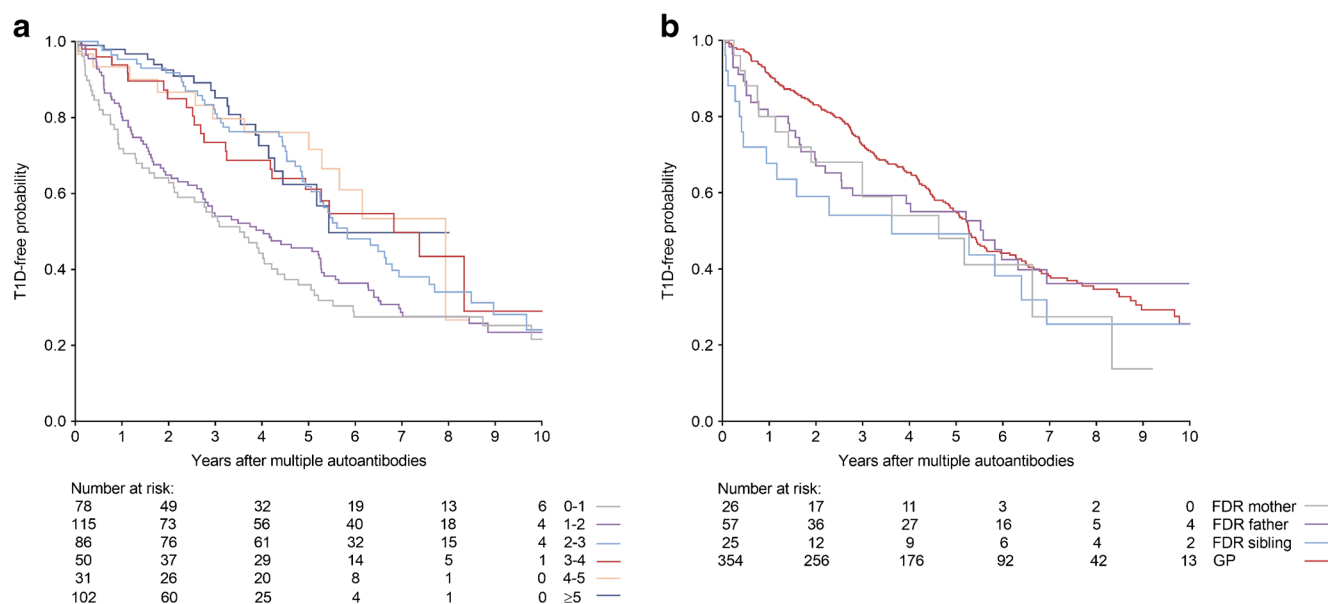 a
T1D-free probability
1.0
0.8
0.6
0.4
0.2
0.0
0 1 2 3 4 5 6 7 8 9 10
Years after multiple autoantibodies
Number at risk:
78 49 32 19 13 6 0-1
115 73 56 40 18 4 1-2
86 76 61 32 15 4 2-3
50 37 29 14 5 1 3-4
31 26 20 8 1 0 4-5
102 60 25 4 1 0 ≥5
b
T1D-free probability
1.0
0.8
0.6
0.4
0.2
0.0
0 1 2 3 4 5 6 7 8 9 10
Years after multiple autoantibodies
Number at risk:
26 17 11 3 2 0 FDR mother
57 36 27 16 5 4 FDR father
25 12 9 6 4 2 FDR sibling
354 256 176 92 42 13 GP